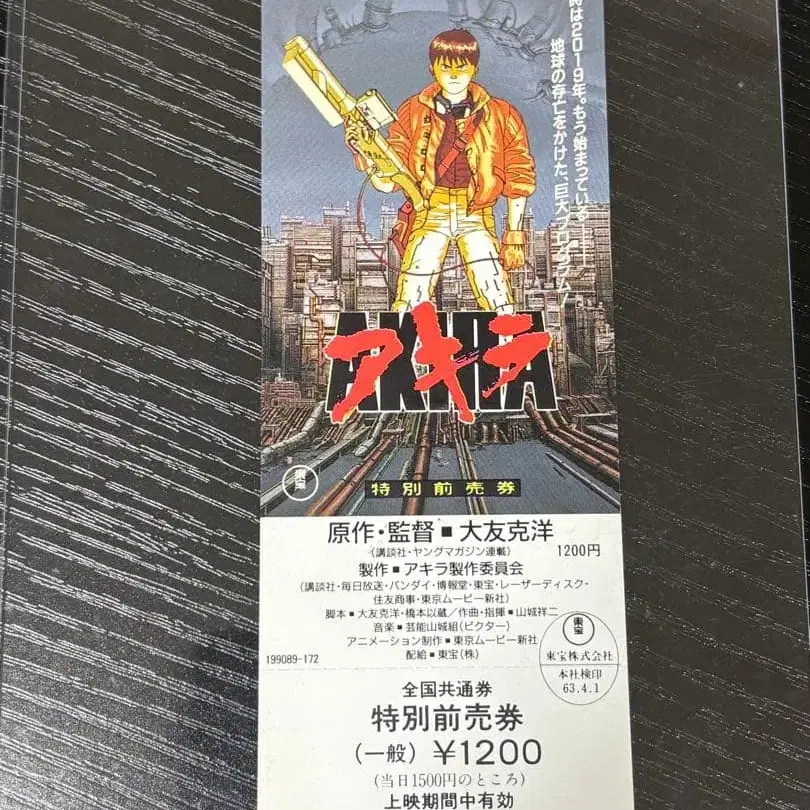 時は2019年。もう始まっている——
地球の存亡をかけた、巨大プログラム!
AKIRA
アキラ
東宝
特別前売券
原作・監督■大友克洋
(講談社・ヤングマガジン連載)
1200円
製作■アキラ製作委員会
(講談社・毎日放送・バンダイ・博報堂・東宝・レーザーディスク・
住友商事・東京ムービー新社)
脚本■大友克洋・橋本以蔵/作曲・指揮■山城祥二
音楽■芸能山城組(ビクター)
アニメーション制作■東京ムービー新社
配給■東宝(株)
199089-172
東宝
東宝株式会社
本社検印
63.4.1
全国共通券
特別前売券
(一般) ¥1200
(当日1500円のところ)
上映期間中有効